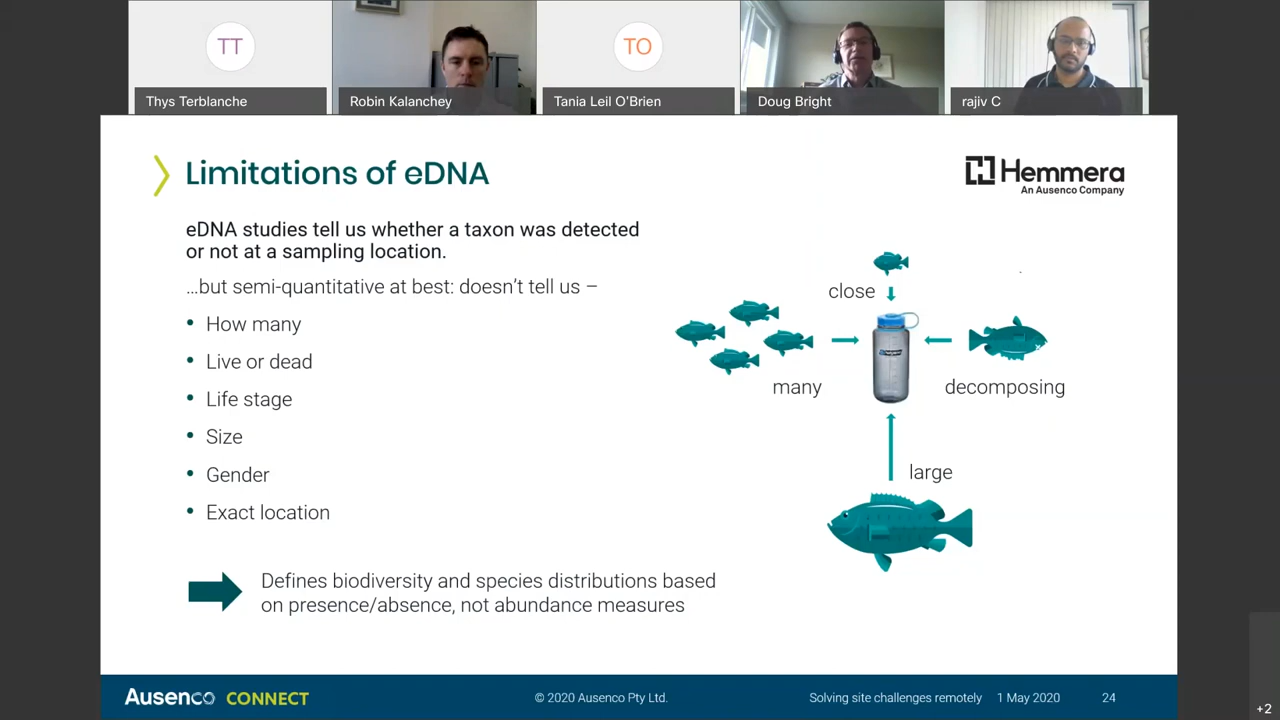 TT
TO
Thys Terblanche
Robin Kalanchey
Tania Leil O'Brien
Doug Bright
rajiv C
Limitations of eDNA
Hemmera
An Ausenco Company
eDNA studies tell us whether a taxon was detected
or not at a sampling location.
…but semi-quantitative at best: doesn't tell us –
• How many
• Live or dead
• Life stage
• Size
• Gender
• Exact location
close
many
decomposing
large
Defines biodiversity and species distributions based
on presence/absence, not abundance measures
Ausenco CONNECT
© 2020 Ausenco Pty Ltd.
Solving site challenges remotely
1 May 2020
24
+2